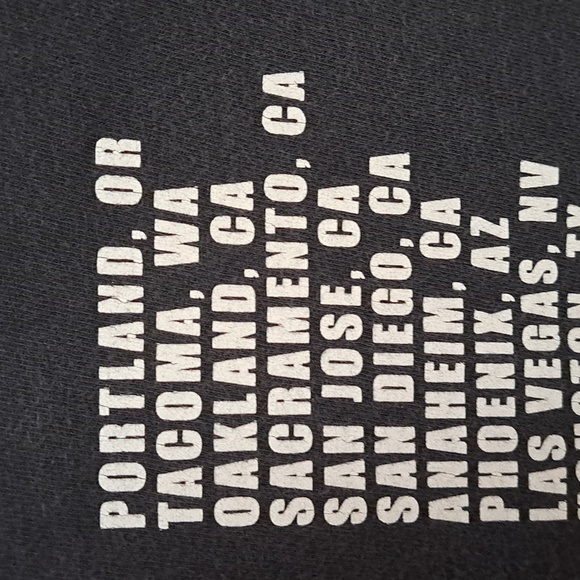 PORTLAND, OR
TACOMA, WA
OAKLAND, CA
SACRAMENTO, CA
SAN JOSE, CA
SAN DIEGO, CA
ANAHEIM, CA
PHOENIX, AZ
LAS VEGAS, NV
TX